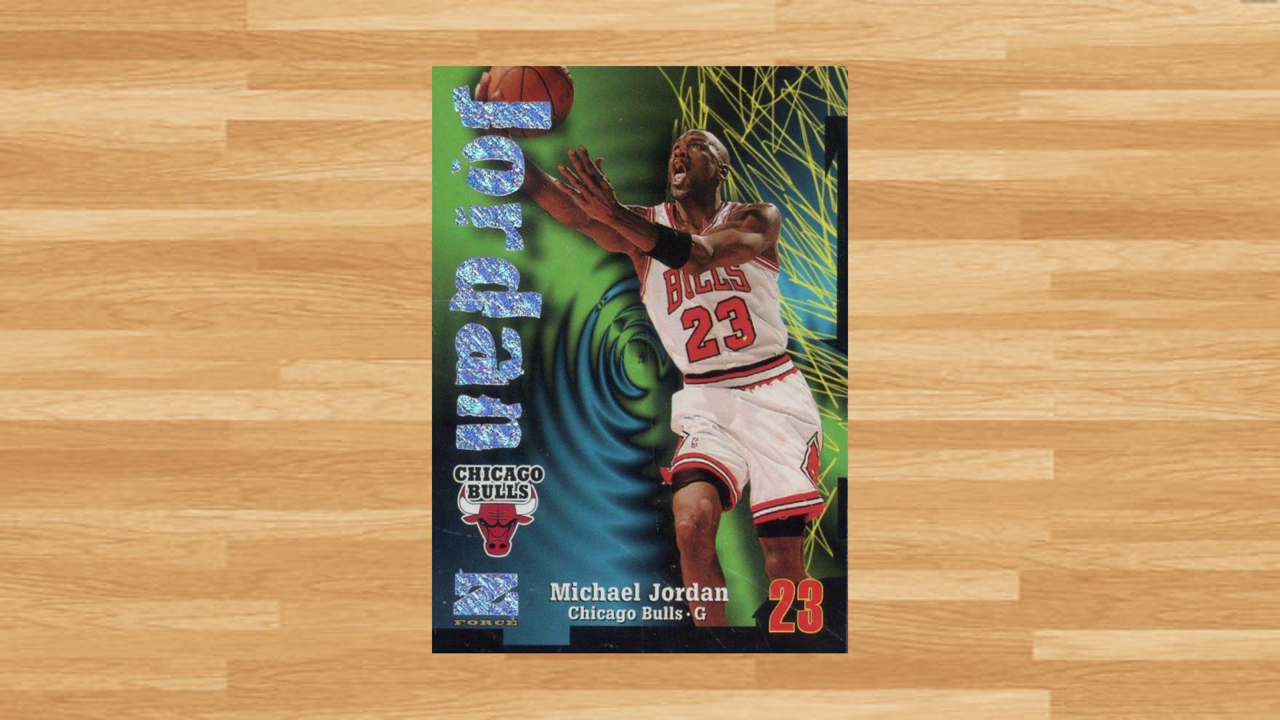 Jordan
BULLS
23
CHICAGO
BULLS
Z
FORCE
Michael Jordan
Chicago Bulls · G
23